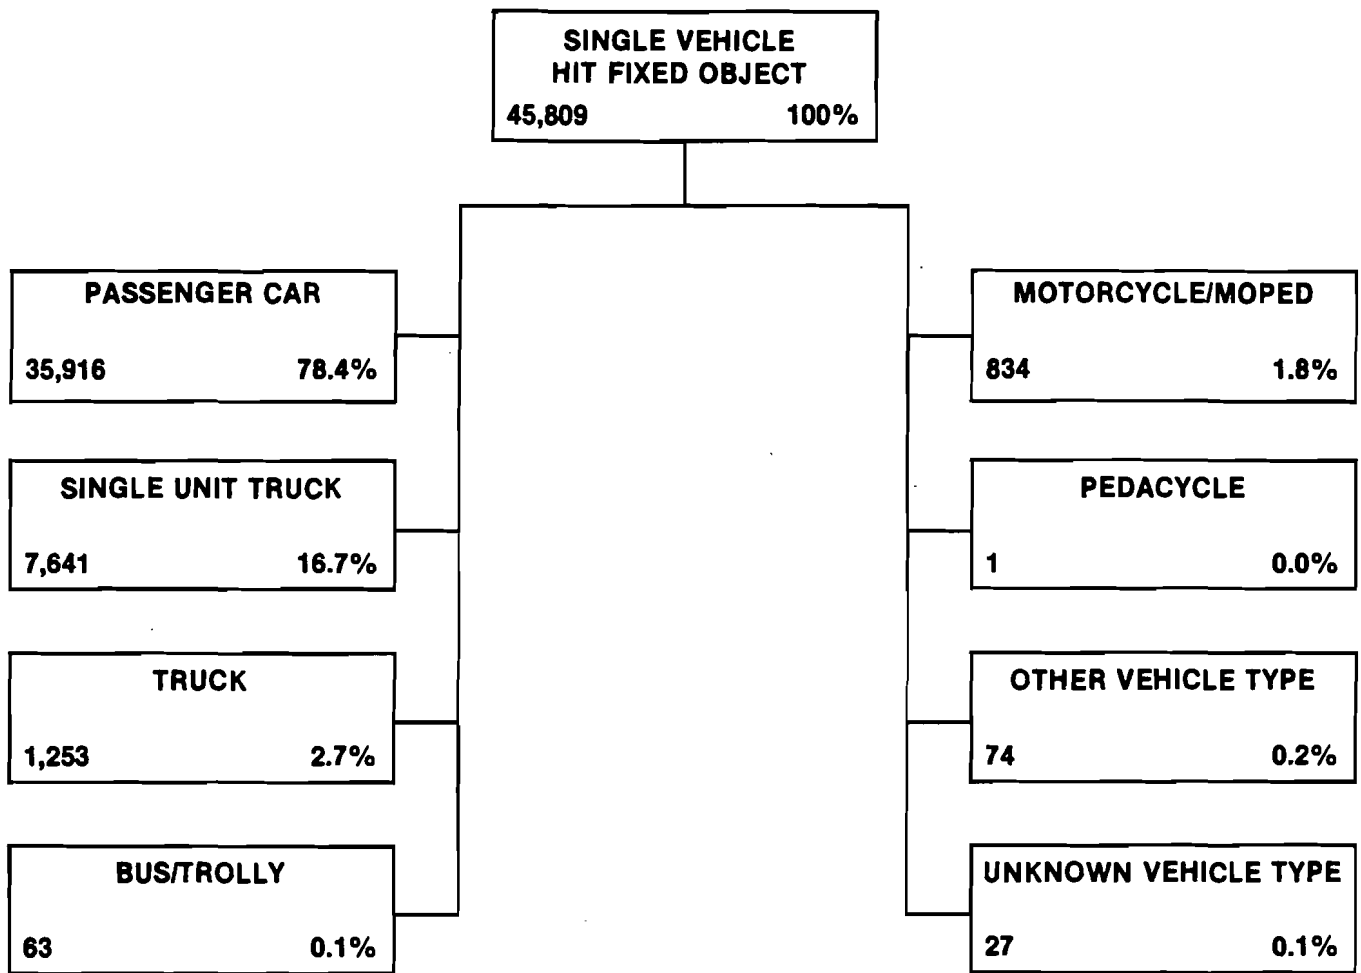 SINGLE VEHICLE
HIT FIXED OBJECT
45,809 100%
PASSENGER CAR
35,916 78.4%
SINGLE UNIT TRUCK
7,641 16.7%
TRUCK
1,253 2.7%
BUS/TROLLY
63 0.1%
MOTORCYCLE/MOPED
834 1.8%
PEDACYCLE
1 0.0%
OTHER VEHICLE TYPE
74 0.2%
UNKNOWN VEHICLE TYPE
27 0.1%